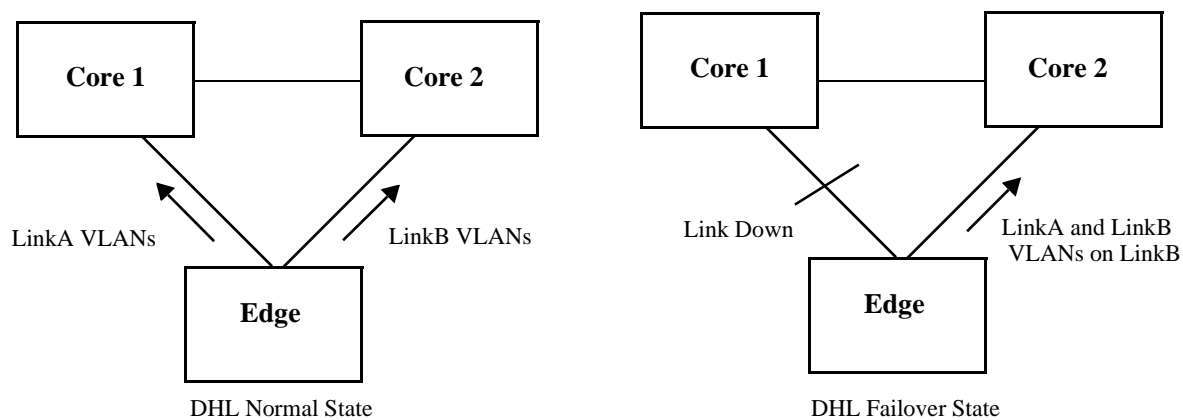 Core 1
Core 2
LinkA VLANs
LinkB VLANs
Edge
DHL Normal State
Core 1
Core 2
Link Down
LinkA and LinkB
VLANs on LinkB
Edge
DHL Failover State